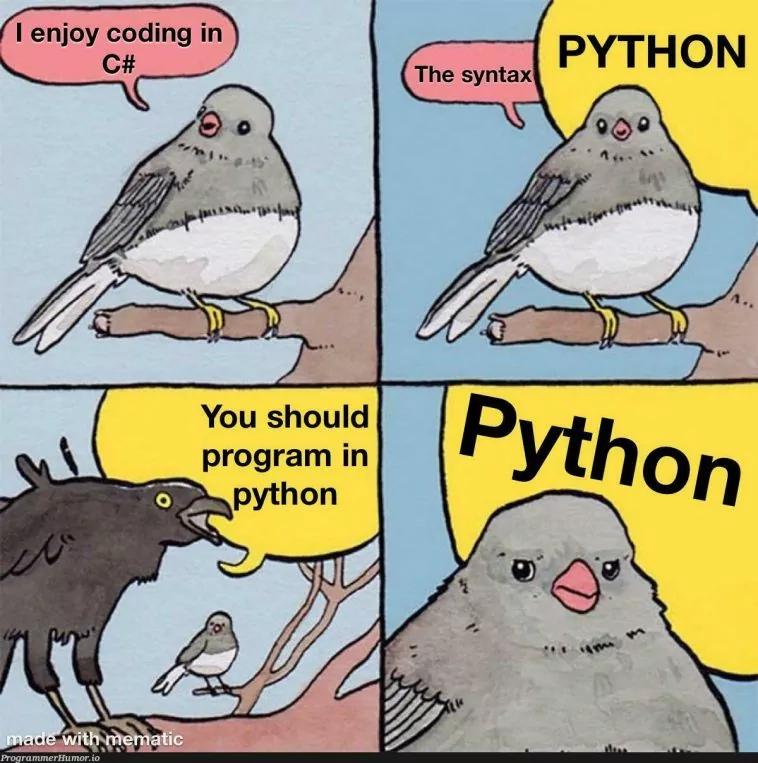 I enjoy coding in
C#
The syntax
PYTHON
You should
program in
python
Python
made with mematic
ProgrammerHumor.io